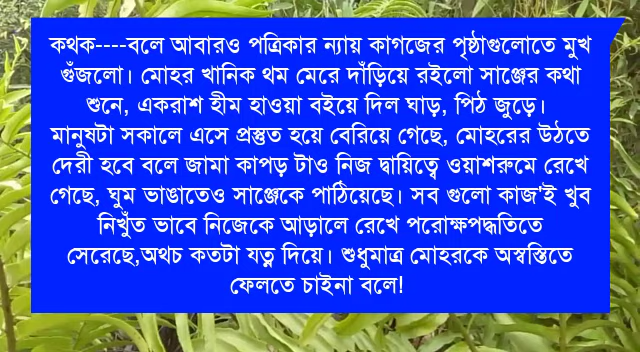 কথক----বলে আবারও পত্রিকার ন্যায় কাগজের পৃষ্ঠাগুলোতে মুখ
গুঁজলো। মোহর খানিক থম মেরে দাঁড়িয়ে রইলো সাঞ্জের কথা
শুনে, একরাশ হীম হাওয়া বইয়ে দিল ঘাড়, পিঠ জুড়ে।
মানুষটা সকালে এসে প্রস্তুত হয়ে বেরিয়ে গেছে, মোহরের উঠতে
দেরী হবে বলে জামা কাপড় টাও নিজ দ্বায়িত্বে ওয়াশরুমে রেখে
গেছে, ঘুম ভাঙাতেও সাঞ্জেকে পাঠিয়েছে। সব গুলো কাজ'ই খুব
নিখুঁত ভাবে নিজেকে আড়ালে রেখে পরোক্ষপদ্ধতিতে
সেরেছে,অথচ কতটা যত্ন দিয়ে। শুধুমাত্র মোহরকে অস্বস্তিতে
ফেলতে চাইনা বলে!